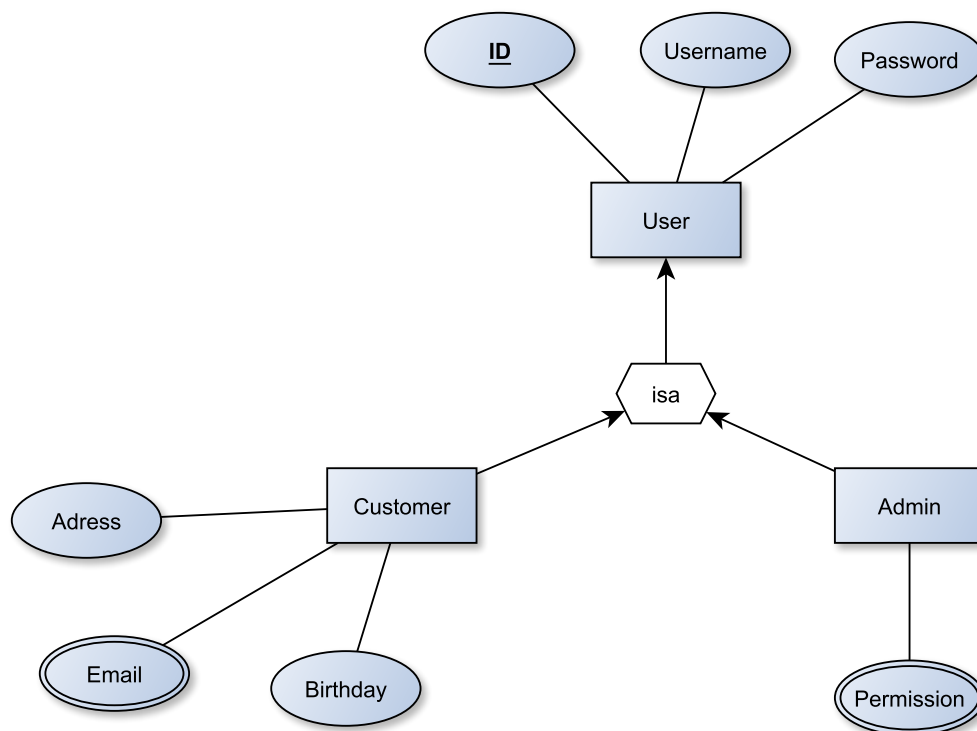 ID
Username
Password
User
isa
Customer
Admin
Adress
Email
Birthday
Permission